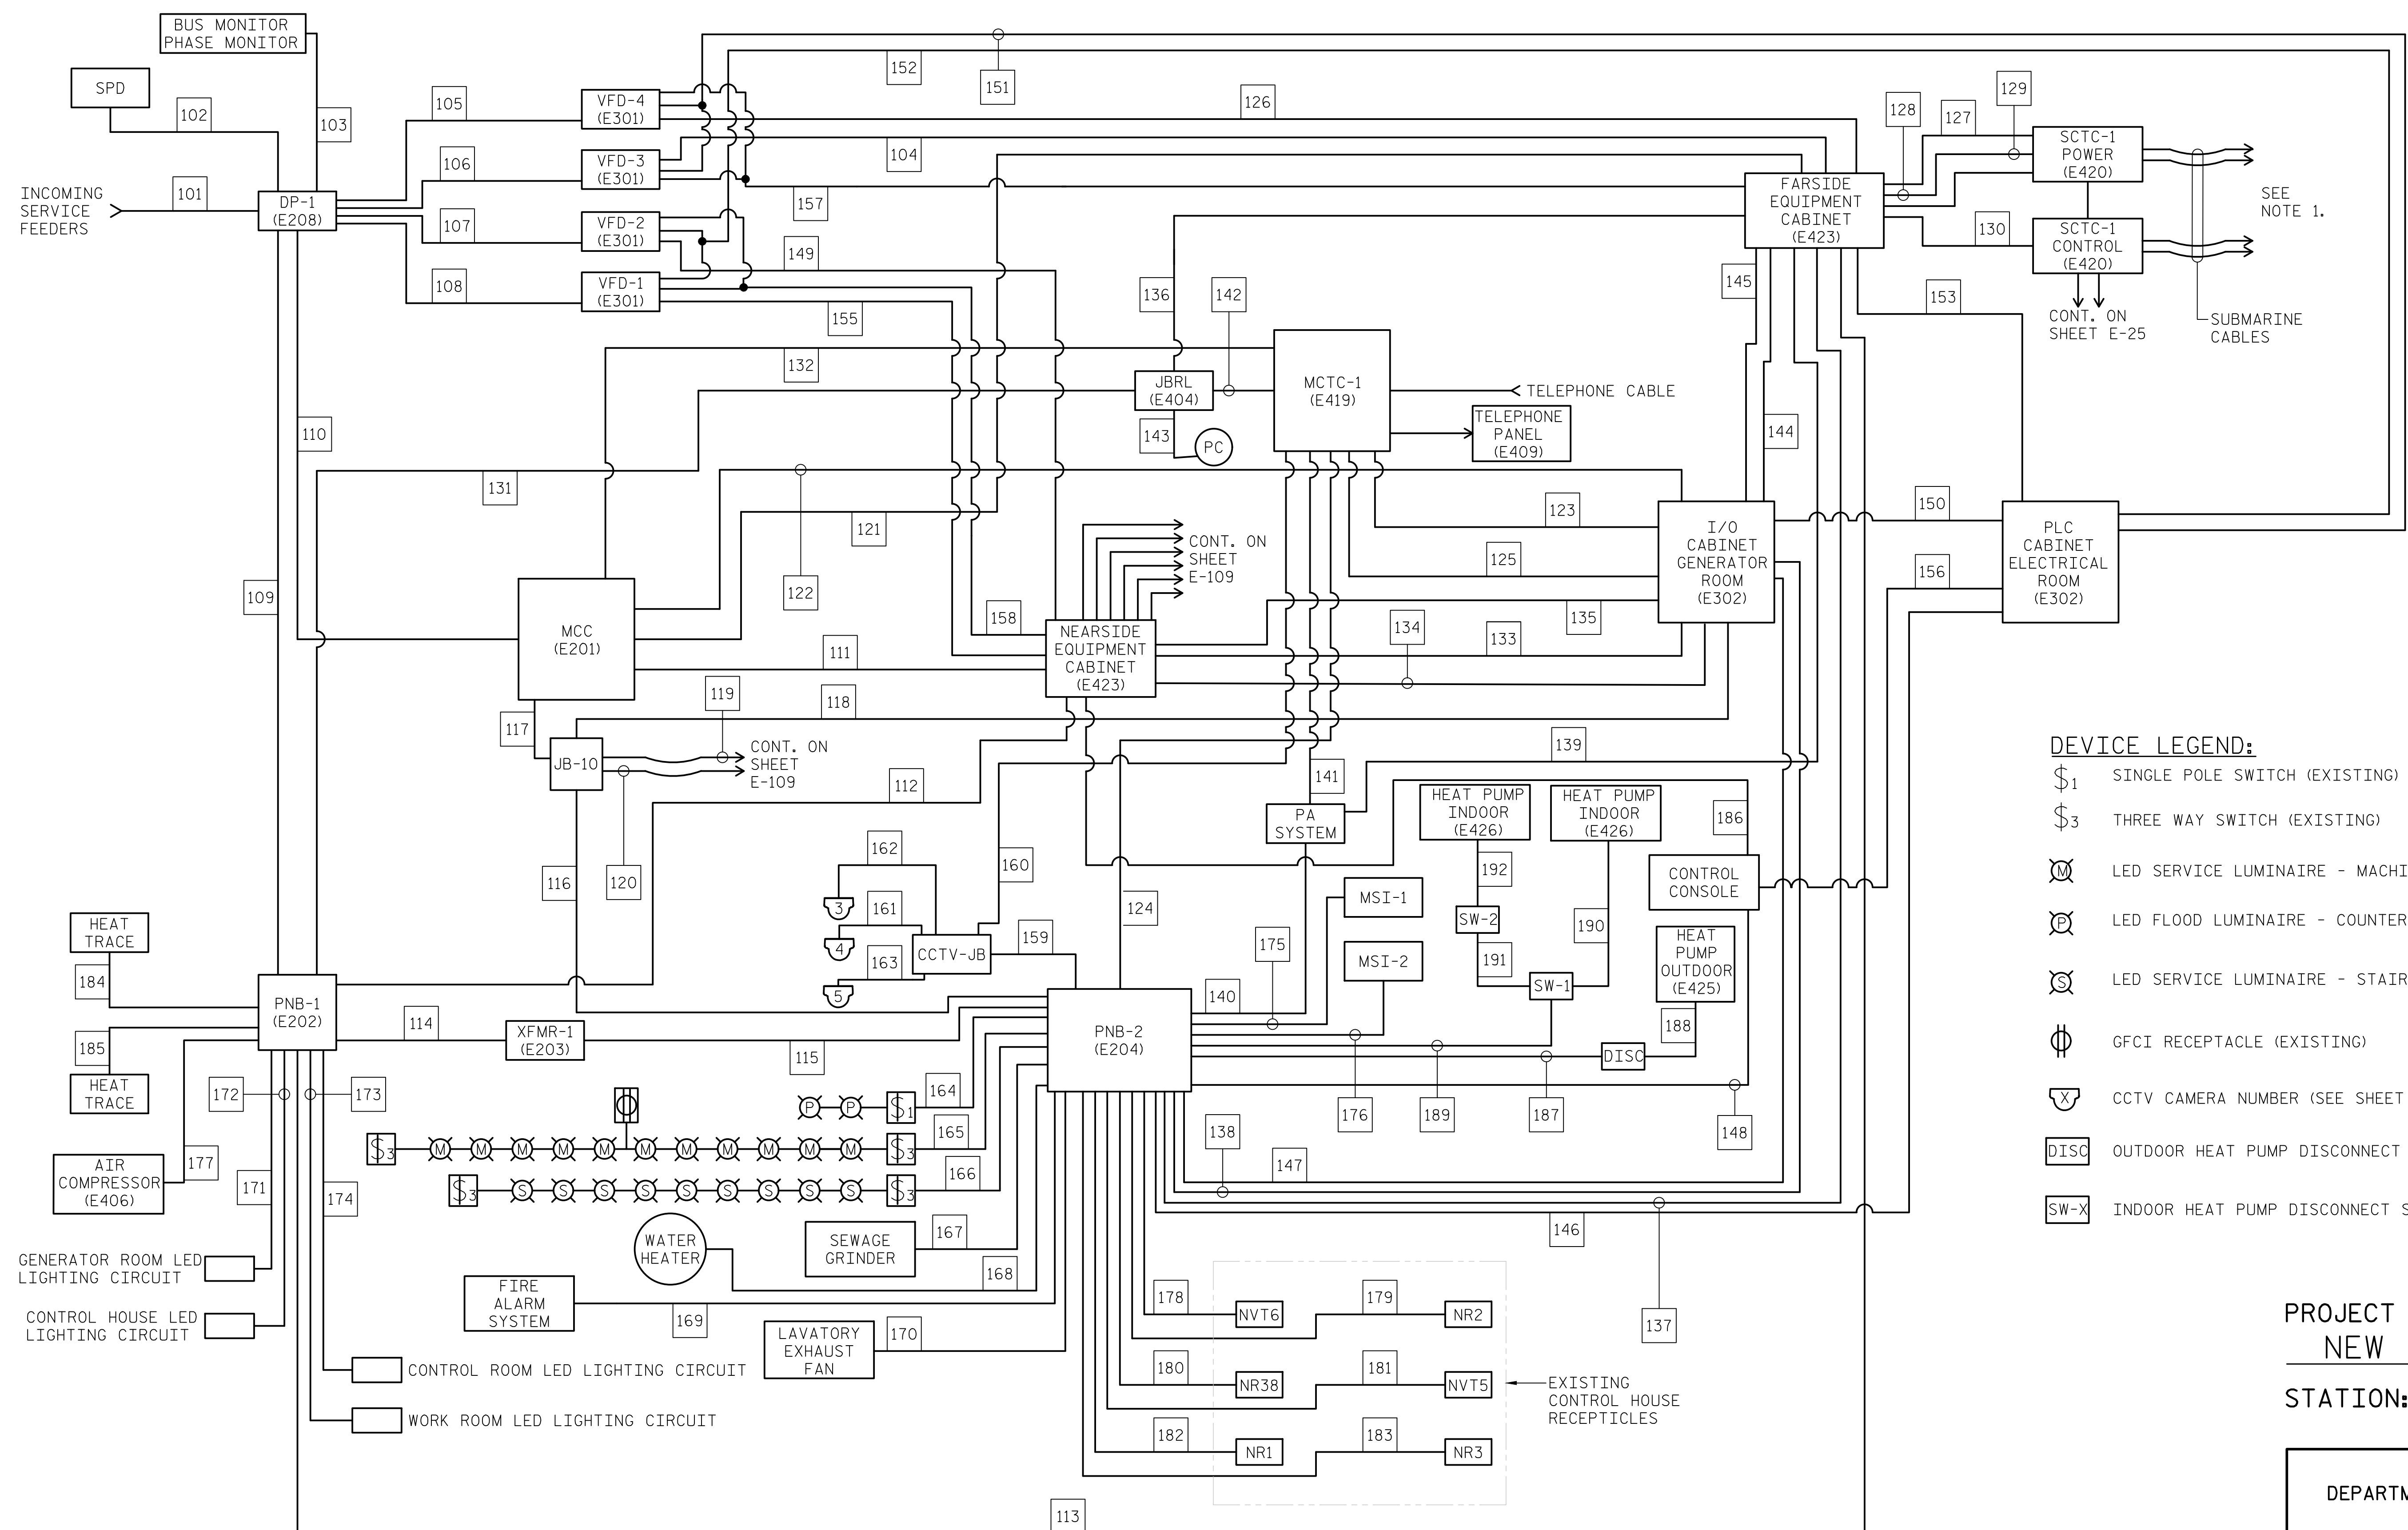 BUS MONITOR
PHASE MONITOR
SPD
102
103
105
106
107
108
INCOMING
SERVICE
FEEDERS
101
DP-1
(E208)
VFD-4
(E301)
VFD-3
(E301)
VFD-2
(E301)
VFD-1
(E301)
152
151
126
104
157
149
155
128
127
129
FARSIDE
EQUIPMENT
CABINET
(E423)
SCTC-1
POWER
(E420)
SCTC-1
CONTROL
(E420)
130
SEE
NOTE 1.
CONT. ON
SHEET E-25
SUBMARINE
CABLES
136
142
145
153
132
JBRL
(E404)
143
PC
MCTC-1
(E419)
TELEPHONE CABLE
TELEPHONE
PANEL
(E409)
144
110
131
121
122
109
123
125
135
134
133
I/O
CABINET
GENERATOR
ROOM
(E302)
150
156
PLC
CABINET
ELECTRICAL
ROOM
(E302)
CONT. ON
SHEET
E-109
158
MCC
(E201)
111
NEARSIDE
EQUIPMENT
CABINET
(E423)
119
118
117
JB-10
CONT. ON
SHEET
E-109
112
116
120
162
161
163
3
4
5
CCTV-JB
159
160
124
141
139
PA
SYSTEM
HEAT PUMP
INDOOR
(E426)
HEAT PUMP
INDOOR
(E426)
186
CONTROL
CONSOLE
192
SW-2
191
SW-1
190
HEAT
PUMP
OUTDOOR
(E425)
188
DISC
MSI-1
MSI-2
175
140
176
189
187
148
138
147
146
137
HEAT
TRACE
184
185
HEAT
TRACE
PNB-1
(E202)
114
XFMR-1
(E203)
115
PNB-2
(E204)
172
173
177
AIR
COMPRESSOR
(E406)
171
174
P P $1
164
$3 M M M M M M M M M M M $3
165
$3 S S S S S S S S S $3
166
WATER
HEATER
SEWAGE
GRINDER
167
168
FIRE
ALARM
SYSTEM
169
LAVATORY
EXHAUST
FAN
170
GENERATOR ROOM LED
LIGHTING CIRCUIT
CONTROL HOUSE LED
LIGHTING CIRCUIT
CONTROL ROOM LED LIGHTING CIRCUIT
WORK ROOM LED LIGHTING CIRCUIT
178
NVT6
179
NR2
180
NR38
181
NVT5
182
NR1
183
NR3
EXISTING
CONTROL HOUSE
RECEPTICLES
113
DEVICE LEGEND:
$1 SINGLE POLE SWITCH (EXISTING)
$3 THREE WAY SWITCH (EXISTING)
M LED SERVICE LUMINAIRE - MACHI
P LED FLOOD LUMINAIRE - COUNTER
S LED SERVICE LUMINAIRE - STAIR
GFCI RECEPTACLE (EXISTING)
X CCTV CAMERA NUMBER (SEE SHEET
DISC OUTDOOR HEAT PUMP DISCONNECT
SW-X INDOOR HEAT PUMP DISCONNECT S
PROJECT
NEW
STATION:
DEPARTM